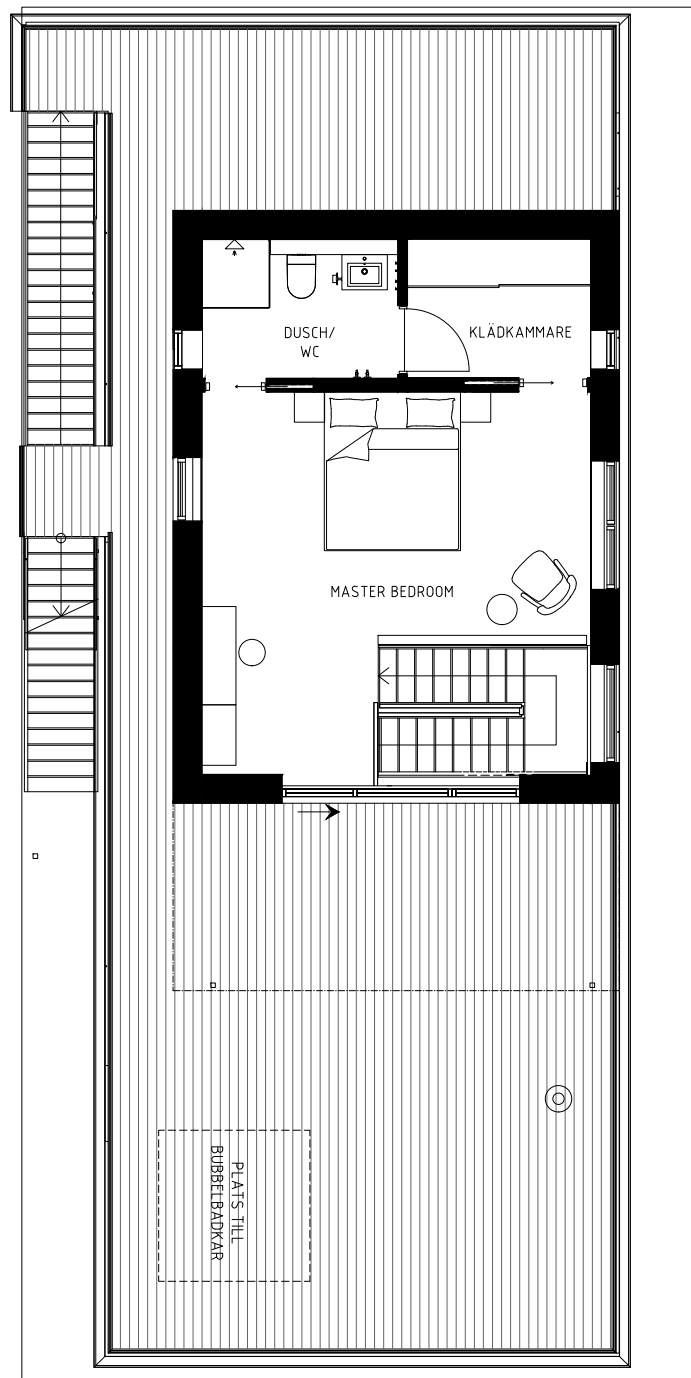 DUSCH/
WC
KLÄDKAMMARE
MASTER BEDROOM
PLATS TILL
BUBBELBADKAR